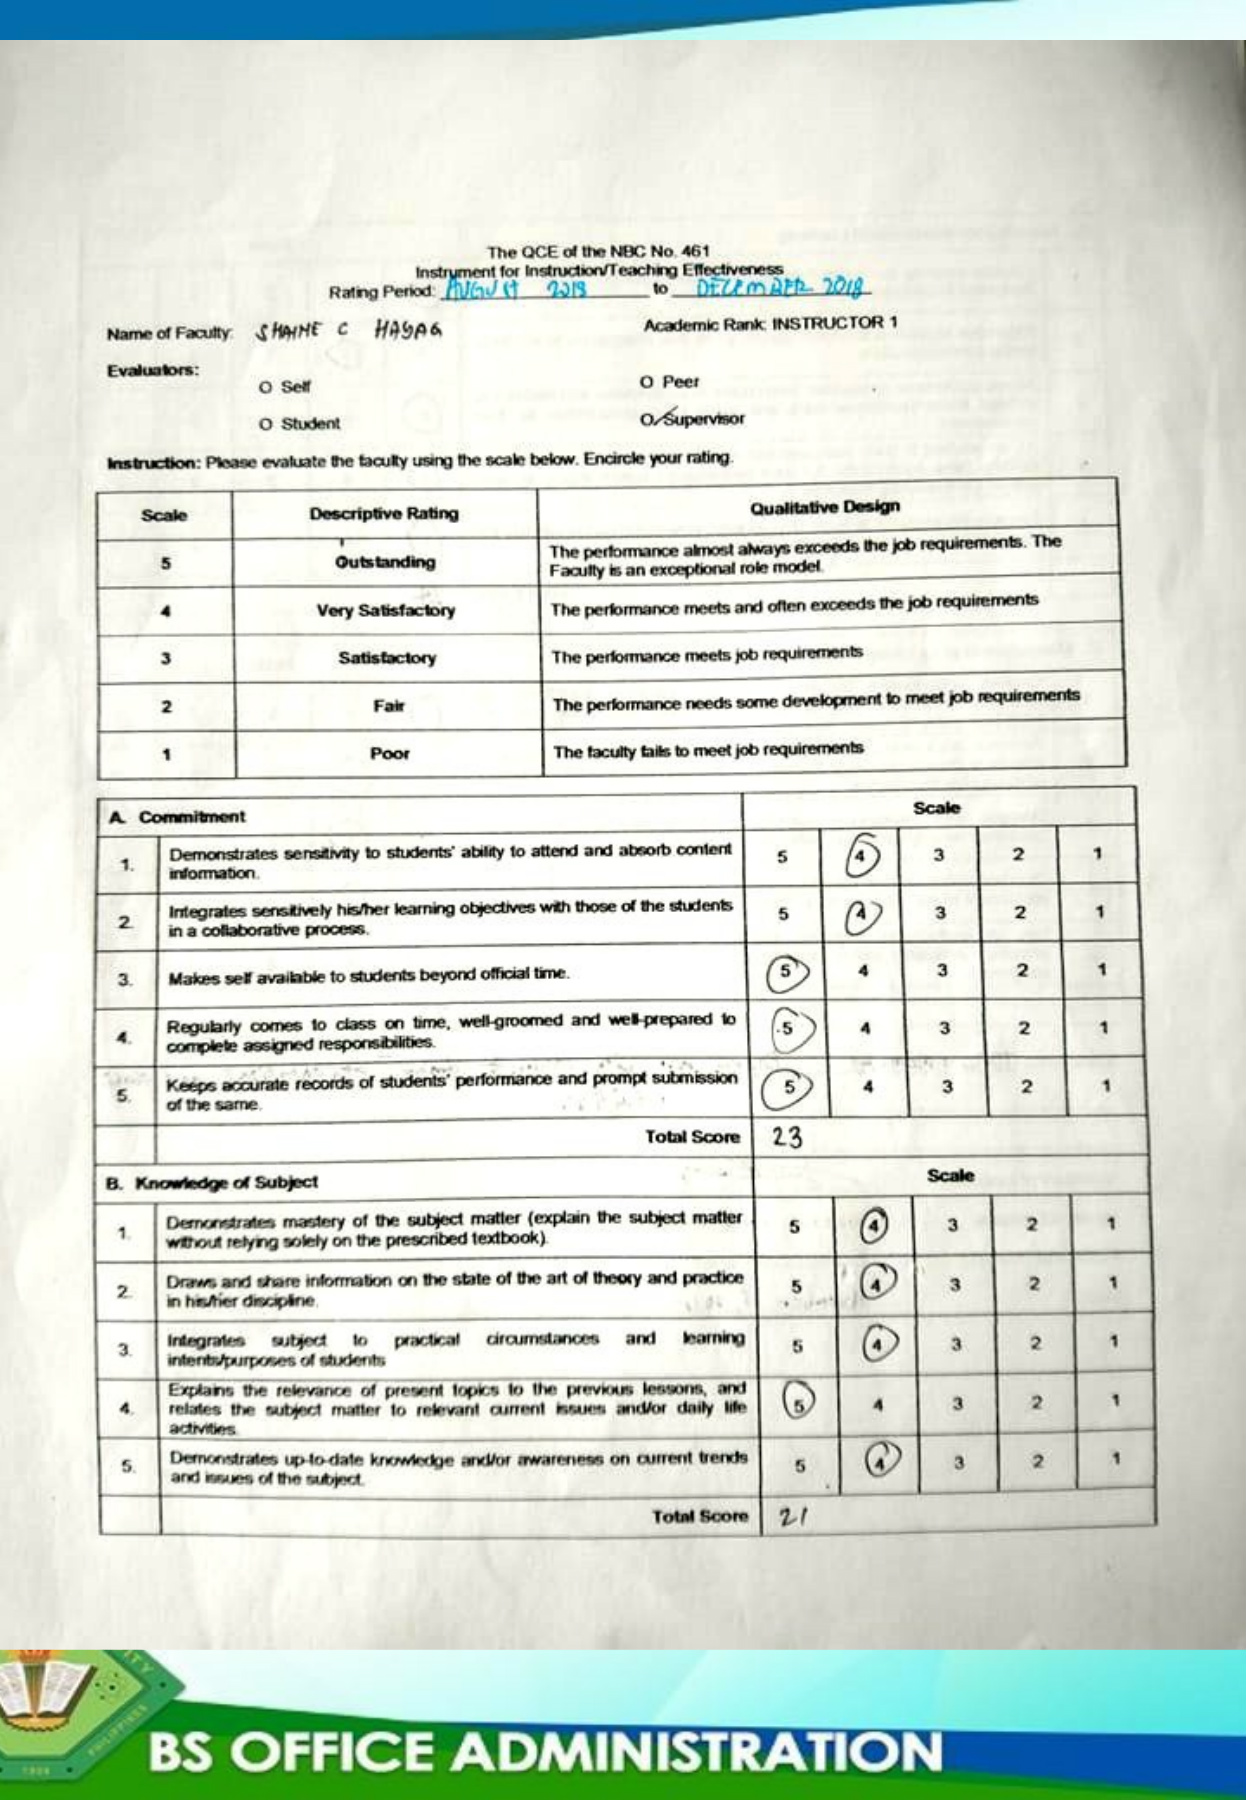 The QCE of the NBC No. 461
Instrument for Instruction/Teaching Effectiveness
Rating Period: AUGUST 2018 to DECEMBER 2018
Name of Faculty: SHAINE C HAYAG
Academic Rank: INSTRUCTOR 1
Evaluators:
O Self
O Peer
O Student
O Supervisor
Instruction: Please evaluate the faculty using the scale below. Encircle your rating.
Scale Descriptive Rating Qualitative Design
5 Outstanding The performance almost always exceeds the job requirements. The
Faculty is an exceptional role model.
4 Very Satisfactory The performance meets and often exceeds the job requirements
3 Satisfactory The performance meets job requirements
2 Fair The performance needs some development to meet job requirements
1 Poor The faculty fails to meet job requirements
A. Commitment Scale
1. Demonstrates sensitivity to students' ability to attend and absorb content
information. 5 4 3 2 1
2. Integrates sensitively his/her learning objectives with those of the students
in a collaborative process. 5 4 3 2 1
3. Makes self available to students beyond official time. 5 4 3 2 1
4. Regularly comes to class on time, well-groomed and well-prepared to
complete assigned responsibilities. 5 4 3 2 1
5. Keeps accurate records of students' performance and prompt submission
of the same. 5 4 3 2 1
Total Score 23
B. Knowledge of Subject Scale
1. Demonstrates mastery of the subject matter (explain the subject matter
without relying solely on the prescribed textbook). 5 4 3 2 1
2. Draws and share information on the state of the art of theory and practice
in his/her discipline. 5 4 3 2 1
3. Integrates subject to practical circumstances and learning
intents/purposes of students 5 4 3 2 1
4. Explains the relevance of present topics to the previous lessons, and
relates the subject matter to relevant current issues and/or daily life
activities. 5 4 3 2 1
5. Demonstrates up-to-date knowledge and/or awareness on current trends
and issues of the subject. 5 4 3 2 1
Total Score 21
PHILIPPINES
BS OFFICE ADMINISTRATION